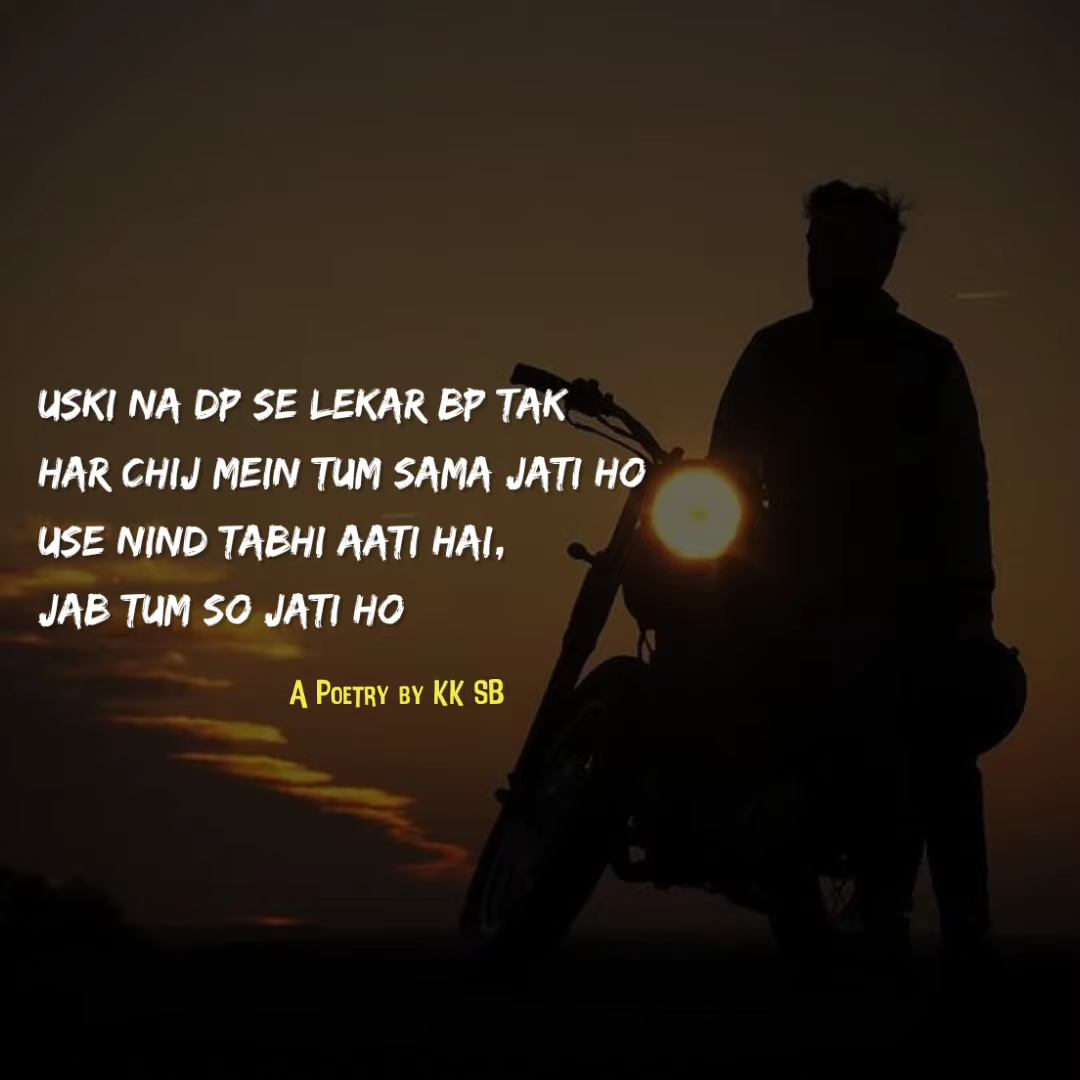 USKI NA DP SE LEKAR BP TAK
HAR CHIJ MEIN TUM SAMA JATI HO
USE NIND TABHI AATI HAI,
JAB TUM SO JATI HO
A POETRY BY KK SB